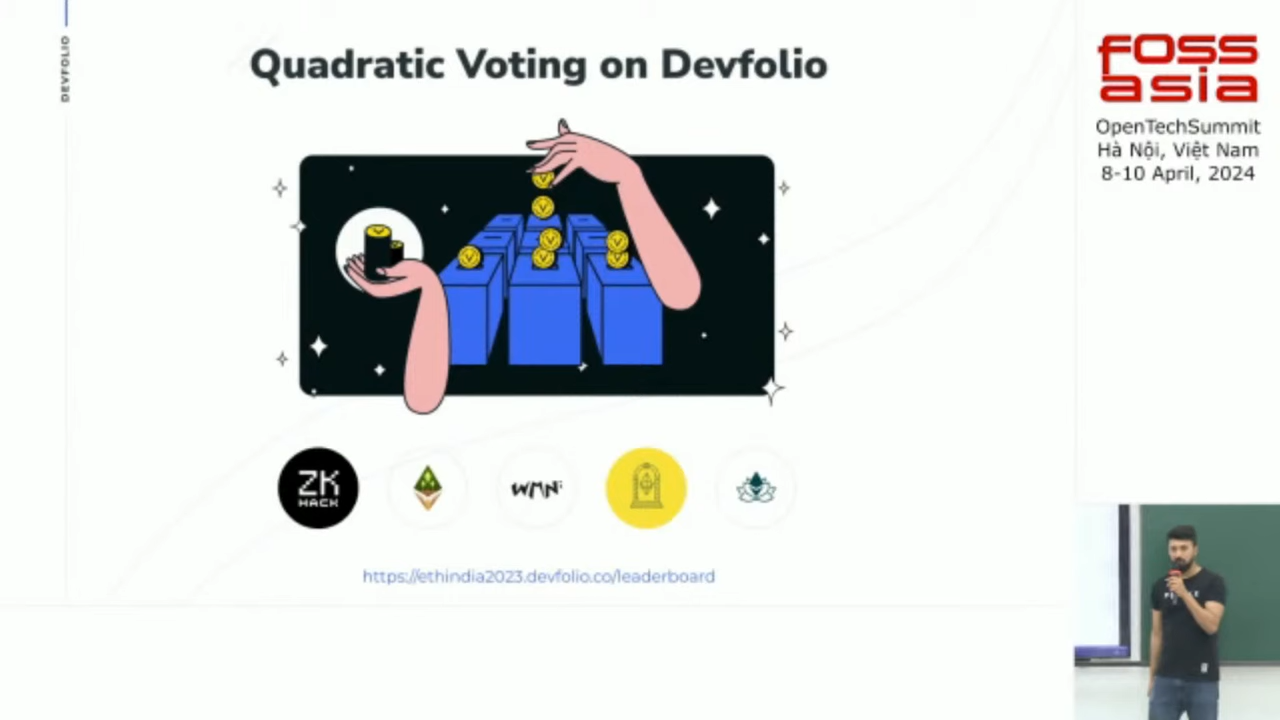 DEVFOLIO
Quadratic Voting on Devfolio
ZK
HACK
WMN
https://ethindia2023.devfolio.co/leaderboard
FOSS
asia
OpenTechSummit
Hà Nội, Việt Nam
8-10 April, 2024